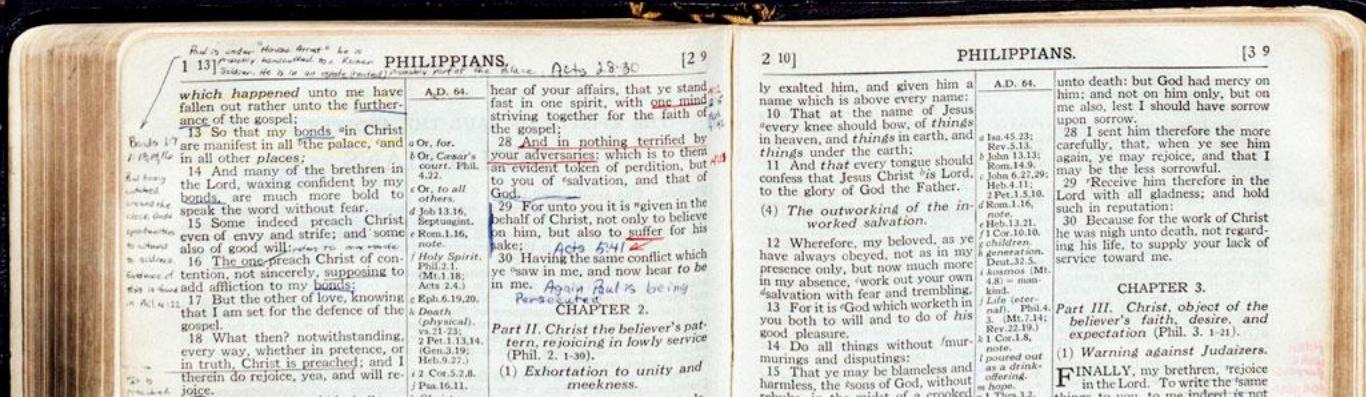 Paul is under "House Arrest" he is
1 13] PHILIPPIANS. [2 9
Acts 28:30
which happened unto me have
fallen out rather unto the further-
ance of the gospel;
13 So that my bonds in Christ
are manifest in all the palace, and
in all other places;
14 And many of the brethren in
the Lord, waxing confident by my
bonds, are much more bold to
speak the word without fear.
15 Some indeed preach Christ
even of envy and strife; and some
also of good will:
16 The one preach Christ of con-
tention, not sincerely, supposing to
add affliction to my bonds:
17 But the other of love, knowing
that I am set for the defence of the
gospel.
18 What then? notwithstanding,
every way, whether in pretence, or
in truth, Christ is preached; and I
therein do rejoice, yea, and will re-
joice.
A.D. 64.
a Or, for.
b Or, Cæsar's
court. Phil.
4.22.
c Or, to all
others.
d Job 13.16,
Septuagint.
e Rom.1.16,
note.
f Holy Spirit.
Phil.2.1.
(Mt.1.18;
Acts 2.4.)
g Eph.6.19,20.
h Death
(physical).
vs.21-23;
2 Pet.1.13,14.
(Gen.3.19;
Heb.9.27.)
i 2 Cor.5.2,8.
j Psa.16.11.
hear of your affairs, that ye stand
fast in one spirit, with one mind
striving together for the faith of
the gospel;
28 And in nothing terrified by
your adversaries: which is to them
an evident token of perdition, but
to you of salvation, and that of
God.
29 For unto you it is given in the
behalf of Christ, not only to believe
on him, but also to suffer for his
sake; Acts 5:41
30 Having the same conflict which
ye saw in me, and now hear to be
in me. Again Paul is being
Persecuted
CHAPTER 2.
Part II. Christ the believer's pat-
tern, rejoicing in lowly service
(Phil. 2. 1-30).
(1) Exhortation to unity and
meekness.
2 10] PHILIPPIANS. [3 9
ly exalted him, and given him a
name which is above every name:
10 That at the name of Jesus
every knee should bow, of things
in heaven, and things in earth, and
things under the earth;
11 And that every tongue should
confess that Jesus Christ is Lord,
to the glory of God the Father.
(4) The outworking of the in-
worked salvation.
12 Wherefore, my beloved, as ye
have always obeyed, not as in my
presence only, but now much more
in my absence, work out your own
salvation with fear and trembling.
13 For it is God which worketh in
you both to will and to do of his
good pleasure.
14 Do all things without mur-
murings and disputings:
15 That ye may be blameless and
harmless, the sons of God, without
A.D. 64.
a Isa.45.23;
Rev.5.13.
b John 13.13;
Rom.14.9.
c John 6.27,29;
Heb.4.11;
2 Pet.1.5,10.
d Rom.1.16,
note.
e Heb.13.21.
f 1 Cor.10.10.
g children.
h generation.
Deut.32.5.
i kosmos (Mt.
4.8) = man-
kind.
j Life (eter-
nal). Phil.4.
3. (Mt.7.14;
Rev.22.19.)
k 1 Cor.1.8,
note.
l poured out
as a drink-
offering.
m hope.
unto death: but God had mercy on
him; and not on him only, but on
me also, lest I should have sorrow
upon sorrow.
28 I sent him therefore the more
carefully, that, when ye see him
again, ye may rejoice, and that I
may be the less sorrowful.
29 Receive him therefore in the
Lord with all gladness; and hold
such in reputation:
30 Because for the work of Christ
he was nigh unto death, not regard-
ing his life, to supply your lack of
service toward me.
CHAPTER 3.
Part III. Christ, object of the
believer's faith, desire, and
expectation (Phil. 3. 1-21).
(1) Warning against Judaizers.
FINALLY, my brethren, rejoice
in the Lord. To write the same